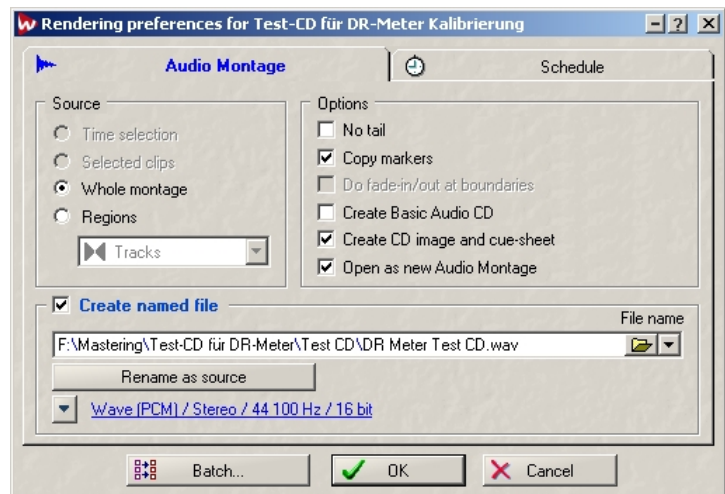 Rendering preferences for Test-CD für DR-Meter Kalibrierung
Audio Montage
Schedule
Source
Time selection
Selected clips
Whole montage
Regions
Tracks
Options
No tail
Copy markers
Do fade-in/out at boundaries
Create Basic Audio CD
Create CD image and cue-sheet
Open as new Audio Montage
Create named file
File name
F:\Mastering\Test-CD für DR-Meter\Test CD\DR Meter Test CD.wav
Rename as source
Wave (PCM) / Stereo / 44 100 Hz / 16 bit
Batch...
OK
Cancel